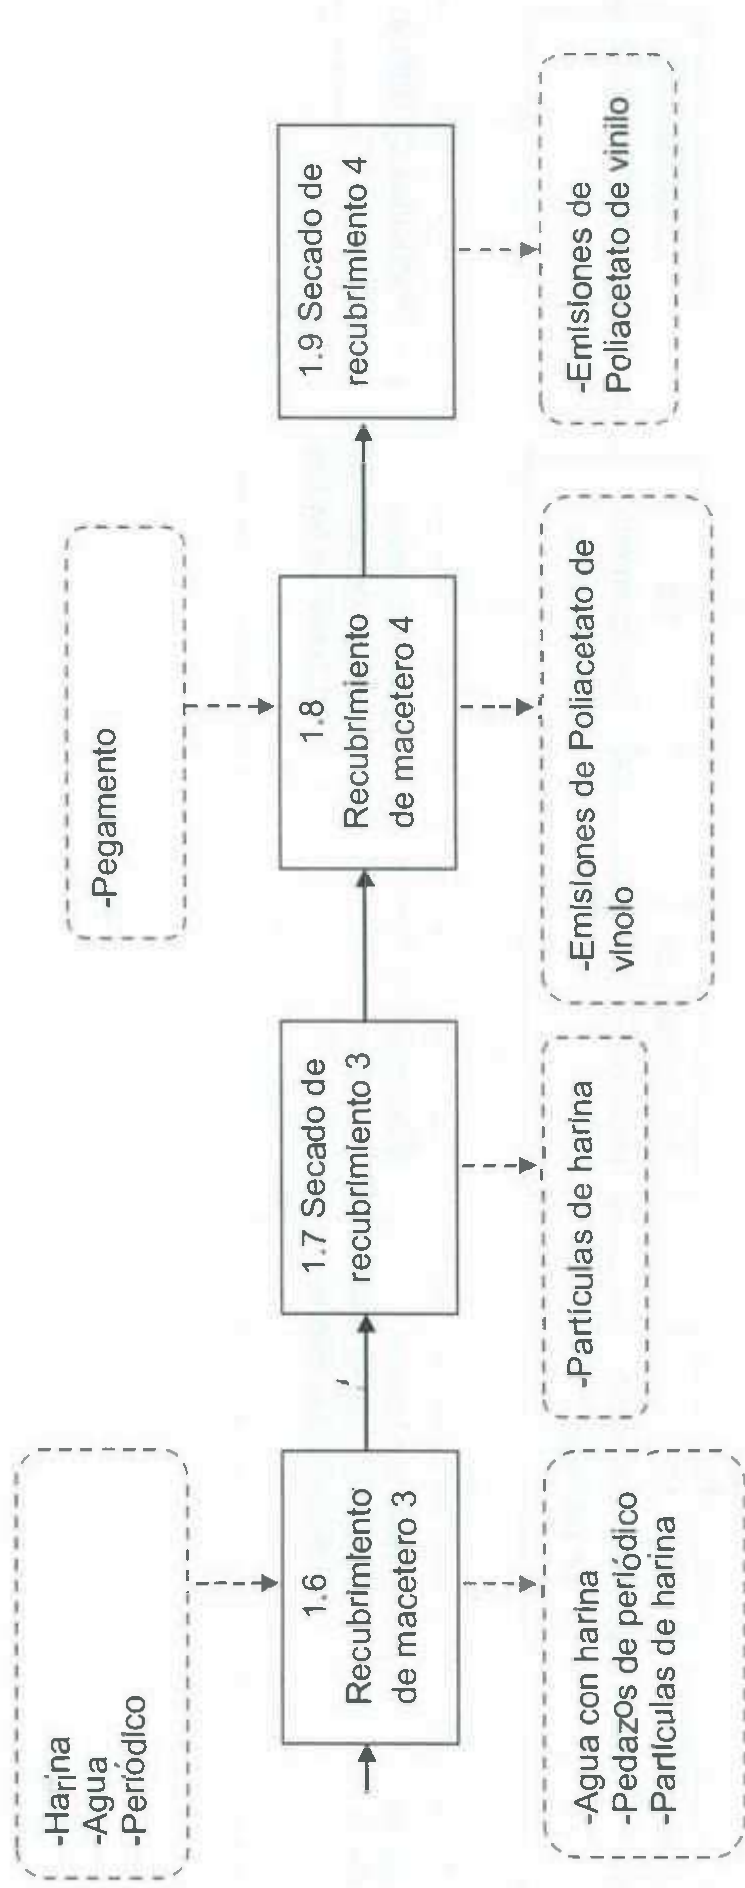 -Harina
-Agua
-Periódico
-Pegamento
1.6
Recubrimiento
de macetero 3
1.7 Secado de
recubrimiento 3
1.8
Recubrimiento
de macetero 4
1.9 Secado de
recubrimiento 4
-Agua con harina
-Pedazos de periódico
-Partículas de harina
-Partículas de harina
-Emisiones de Poliacetato de
vinolo
-Emisiones de
Poliacetato de vinilo